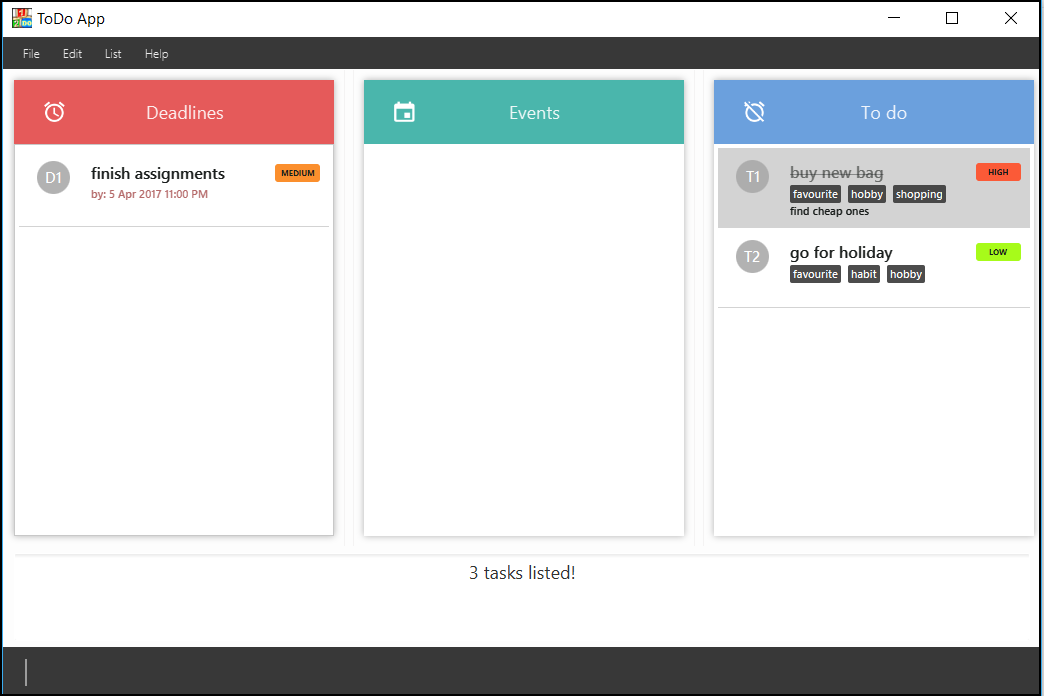 ToDo App
File Edit List Help
Deadlines
D1
finish assignments
MEDIUM
by: 5 Apr 2017 11:00 PM
Events
To do
T1
buy new bag
HIGH
favourite hobby shopping
find cheap ones
T2
go for holiday
LOW
favourite habit hobby
3 tasks listed!